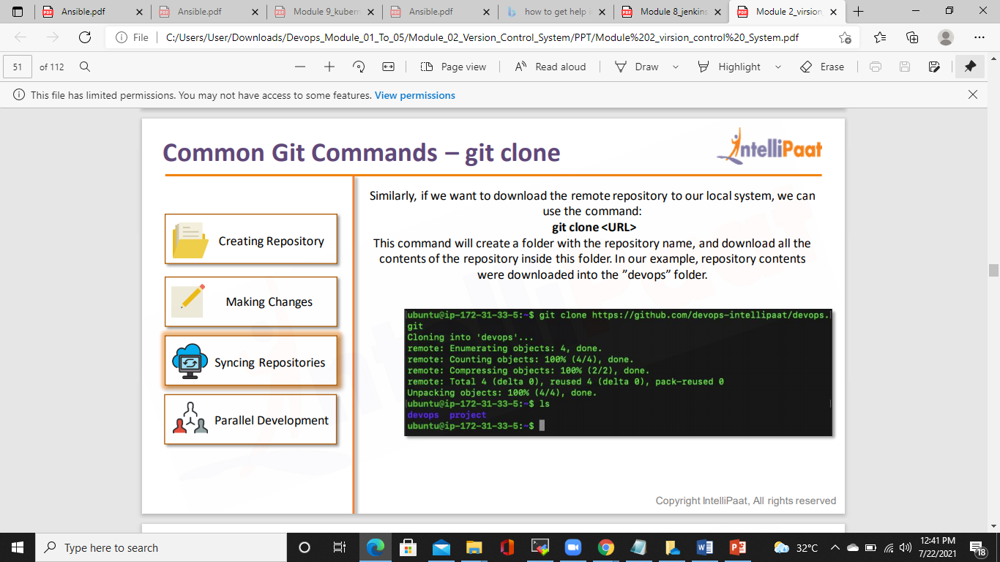 Ansible.pdf
Ansible.pdf
Module 9_kubern
Ansible.pdf
how to get help i
Module 8_jenkins
Module 2_virsion
File
C:/Users/User/Downloads/Devops_Module_01_To_05/Module_02_Version_Control_System/PPT/Module%202_virsion_control%20_System.pdf
51
of 112
Page view
Read aloud
Draw
Highlight
Erase
This file has limited permissions. You may not have access to some features. View permissions
Common Git Commands – git clone
IntelliPaat
Similarly, if we want to download the remote repository to our local system, we can
use the command:
git clone <URL>
This command will create a folder with the repository name, and download all the
contents of the repository inside this folder. In our example, repository contents
were downloaded into the ”devops” folder.
Creating Repository
Making Changes
Syncing Repositories
Parallel Development
ubuntu@ip-172-31-33-5:~$ git clone https://github.com/devops-intellipaat/devops.
git
Cloning into 'devops'...
remote: Enumerating objects: 4, done.
remote: Counting objects: 100% (4/4), done.
remote: Compressing objects: 100% (2/2), done.
remote: Total 4 (delta 0), reused 4 (delta 0), pack-reused 0
Unpacking objects: 100% (4/4), done.
ubuntu@ip-172-31-33-5:~$ ls
devops project
ubuntu@ip-172-31-33-5:~$
Copyright IntelliPaat, All rights reserved
Type here to search
32°C
12:41 PM
7/22/2021
18